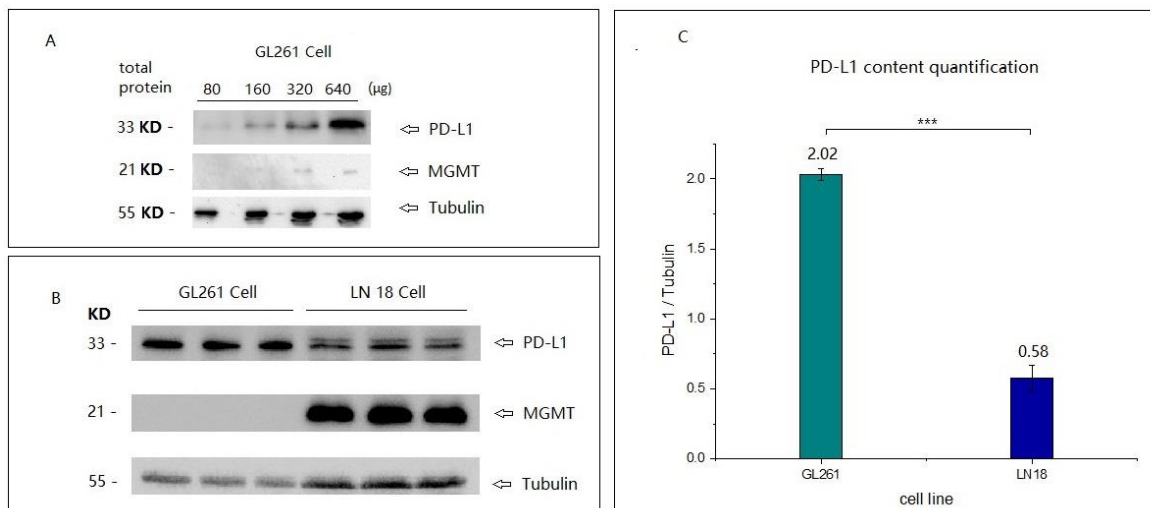 A
GL261 Cell
total
protein 80 160 320 640 (μg)
33 KD - ⇦ PD-L1
21 KD - ⇦ MGMT
55 KD - ⇦ Tubulin
B
GL261 Cell LN 18 Cell
KD
33 - ⇦ PD-L1
21 - ⇦ MGMT
55 - ⇦ Tubulin
C
PD-L1 content quantification
***
2.02
0.58
2.0
1.5
1.0
0.5
0.0
PD-L1 / Tubulin
GL261 LN18
cell line